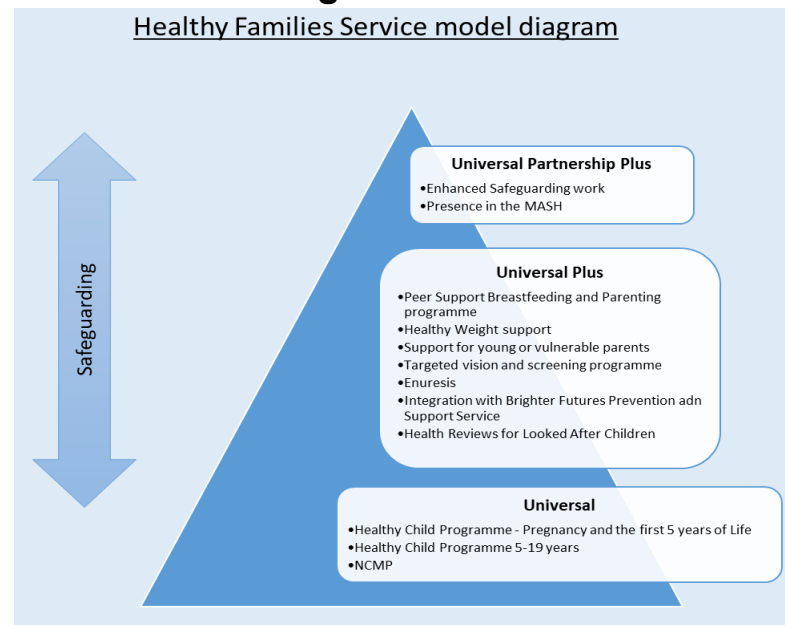 Healthy Families Service model diagram
Safeguarding
Universal Partnership Plus
•Enhanced Safeguarding work
•Presence in the MASH
Universal Plus
•Peer Support Breastfeeding and Parenting
programme
•Healthy Weight support
•Support for young or vulnerable parents
•Targeted vision and screening programme
•Enuresis
•Integration with Brighter Futures Prevention adn
Support Service
•Health Reviews for Looked After Children
Universal
•Healthy Child Programme - Pregnancy and the first 5 years of Life
•Healthy Child Programme 5-19 years
•NCMP